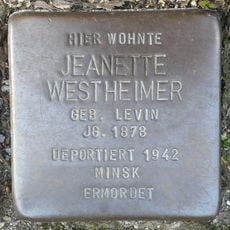 HIER WOHNTE
JEANETTE
WESTHEIMER
GEB. LEVIN
JG. 1878
DEPORTIERT 1942
MINSK
ERMORDET